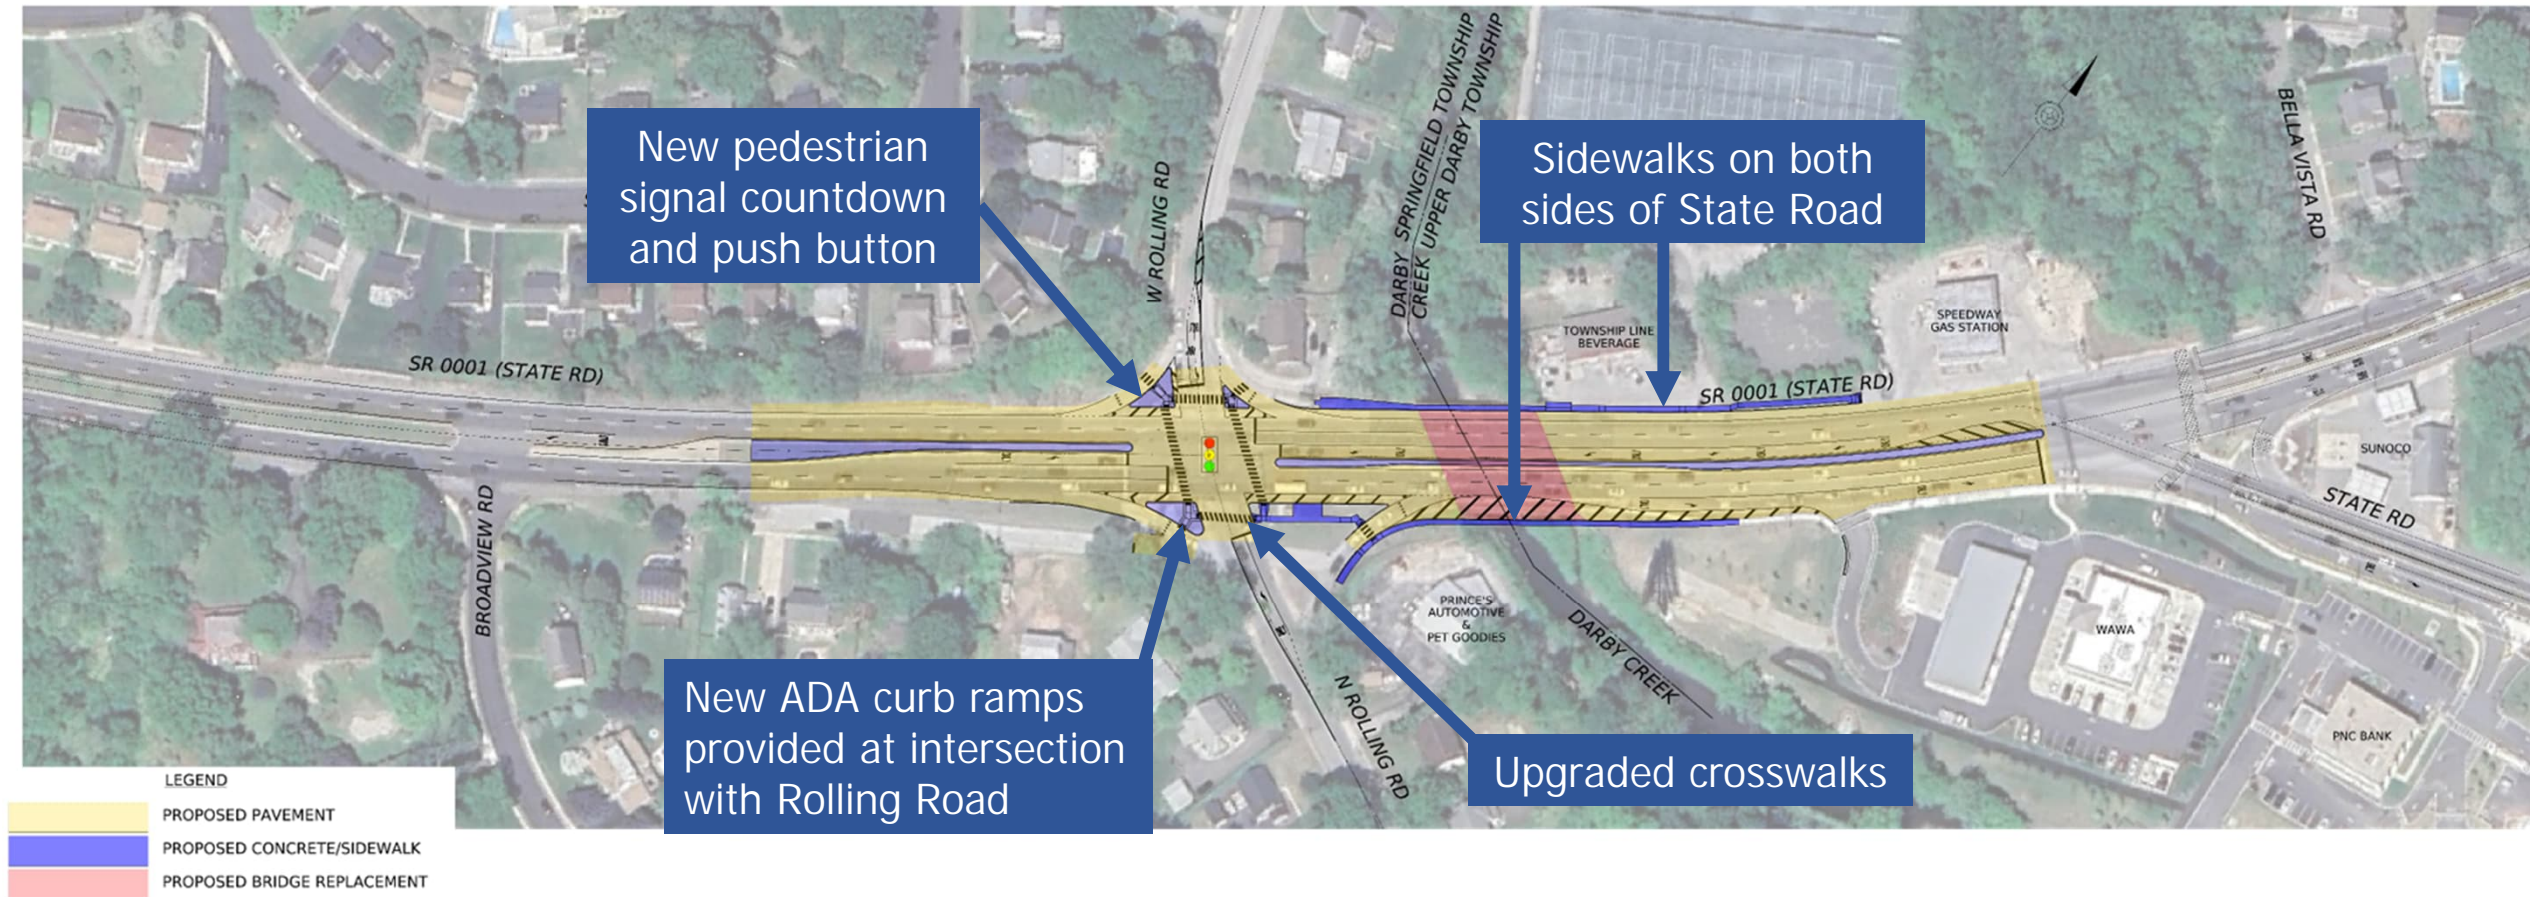 New pedestrian
signal countdown
and push button
Sidewalks on both
sides of State Road
W ROLLING RD
DARBY SPRINGFIELD TOWNSHIP
CREEK UPPER DARBY TOWNSHIP
BELLA VISTA RD
TOWNSHIP LINE
BEVERAGE
SPEEDWAY
GAS STATION
SR 0001 (STATE RD)
SR 0001 (STATE RD)
SUNOCO
STATE RD
BROADVIEW RD
PRINCE'S
AUTOMOTIVE
&
PET GOODIES
DARBY CREEK
WAWA
N ROLLING RD
PNC BANK
New ADA curb ramps
provided at intersection
with Rolling Road
Upgraded crosswalks
LEGEND
PROPOSED PAVEMENT
PROPOSED CONCRETE/SIDEWALK
PROPOSED BRIDGE REPLACEMENT